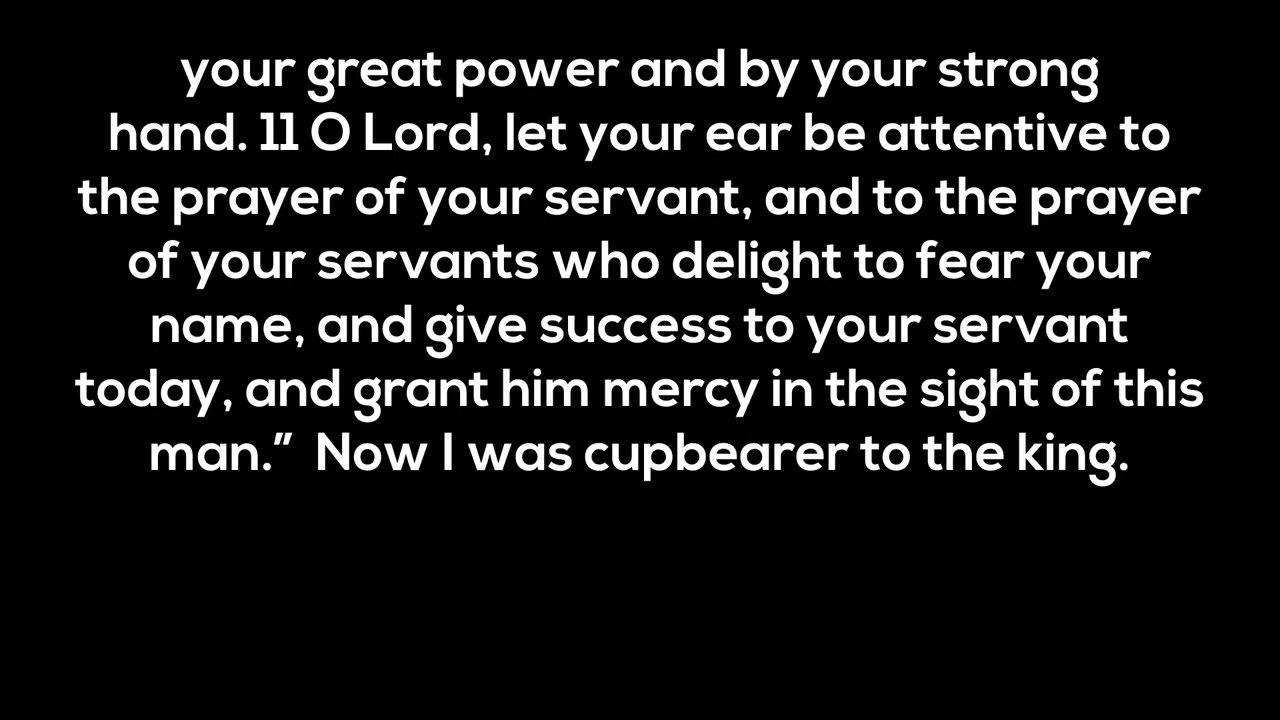 your great power and by your strong
hand. 11 O Lord, let your ear be attentive to
the prayer of your servant, and to the prayer
of your servants who delight to fear your
name, and give success to your servant
today, and grant him mercy in the sight of this
man.” Now I was cupbearer to the king.